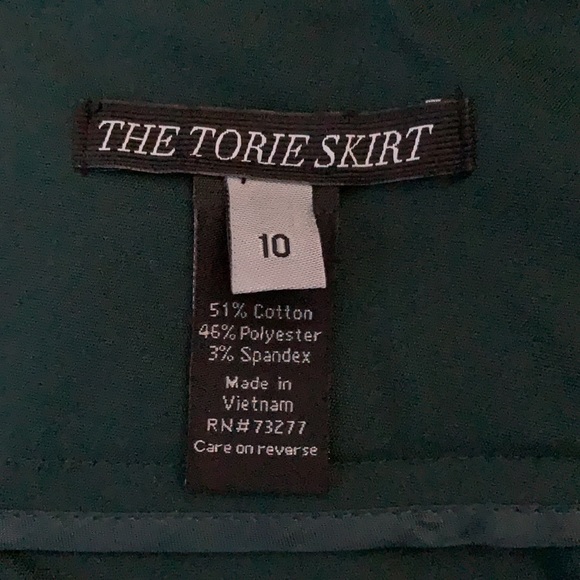 THE TORIE SKIRT
10
51% Cotton
46% Polyester
3% Spandex
Made in
Vietnam
RN#73277
Care on reverse